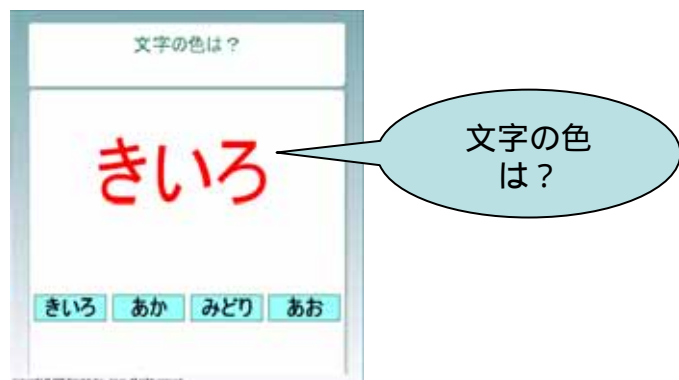 文字の色は？
きいろ
きいろ あか みどり あお
文字の色
は？